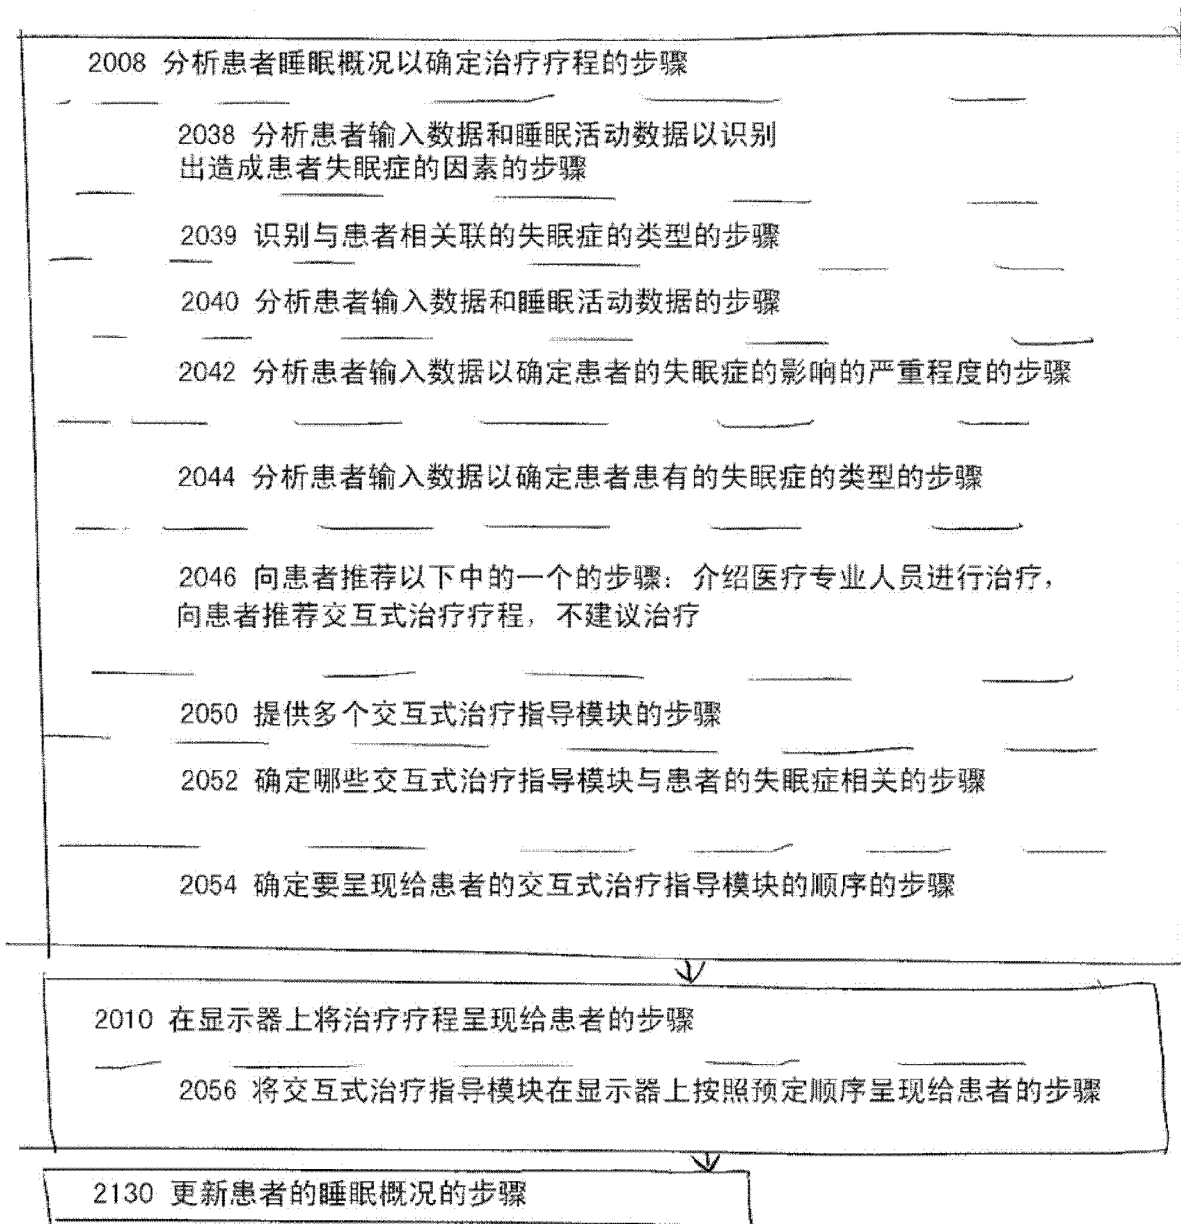 2008 分析患者睡眠概况以确定治疗疗程的步骤
2038 分析患者输入数据和睡眠活动数据以识别
出造成患者失眠症的因素的步骤
2039 识别与患者相关联的失眠症的类型的步骤
2040 分析患者输入数据和睡眠活动数据的步骤
2042 分析患者输入数据以确定患者的失眠症的影响的严重程度的步骤
2044 分析患者输入数据以确定患者患有的失眠症的类型的步骤
2046 向患者推荐以下中的一个的步骤：介绍医疗专业人员进行治疗，
向患者推荐交互式治疗疗程，不建议治疗
2050 提供多个交互式治疗指导模块的步骤
2052 确定哪些交互式治疗指导模块与患者的失眠症相关的步骤
2054 确定要呈现给患者的交互式治疗指导模块的顺序的步骤
2010 在显示器上将治疗疗程呈现给患者的步骤
2056 将交互式治疗指导模块在显示器上按照预定顺序呈现给患者的步骤
2130 更新患者的睡眠概况的步骤